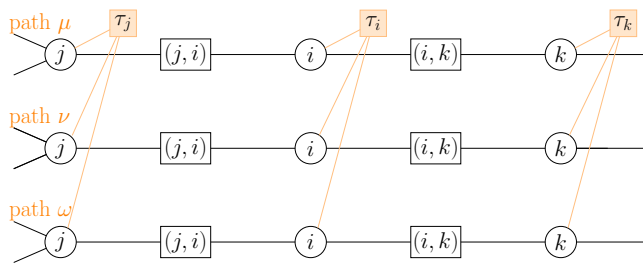 path μ τ_j τ_i τ_k
j (j, i) i (i, k) k
path ν
j (j, i) i (i, k) k
path ω
j (j, i) i (i, k) k